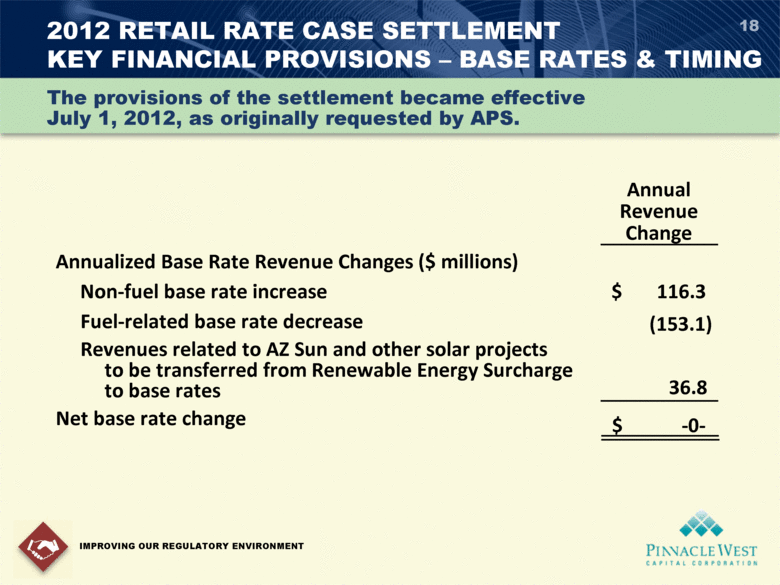 2012 RETAIL RATE CASE SETTLEMENT
18
KEY FINANCIAL PROVISIONS – BASE RATES & TIMING
The provisions of the settlement became effective
July 1, 2012, as originally requested by APS.
Annual
Revenue
Change
Annualized Base Rate Revenue Changes ($ millions)
Non-fuel base rate increase $ 116.3
Fuel-related base rate decrease (153.1)
Revenues related to AZ Sun and other solar projects
to be transferred from Renewable Energy Surcharge
to base rates 36.8
Net base rate change $ -0-
IMPROVING OUR REGULATORY ENVIRONMENT
PINNACLE WEST
CAPITAL CORPORATION